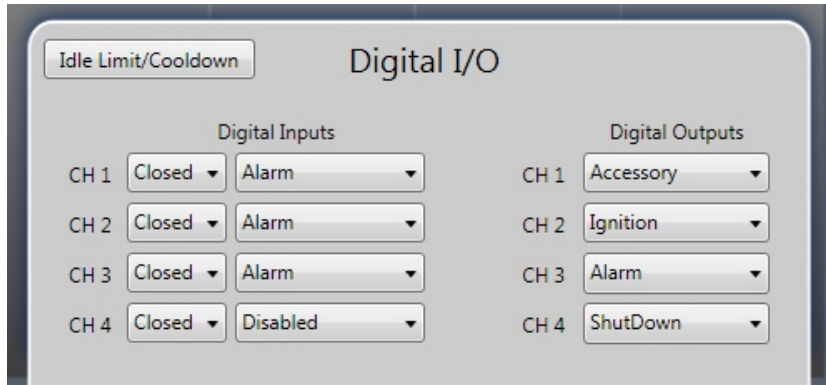 Idle Limit/Cooldown
Digital I/O
Digital Inputs Digital Outputs
CH 1 Closed Alarm CH 1 Accessory
CH 2 Closed Alarm CH 2 Ignition
CH 3 Closed Alarm CH 3 Alarm
CH 4 Closed Disabled CH 4 ShutDown